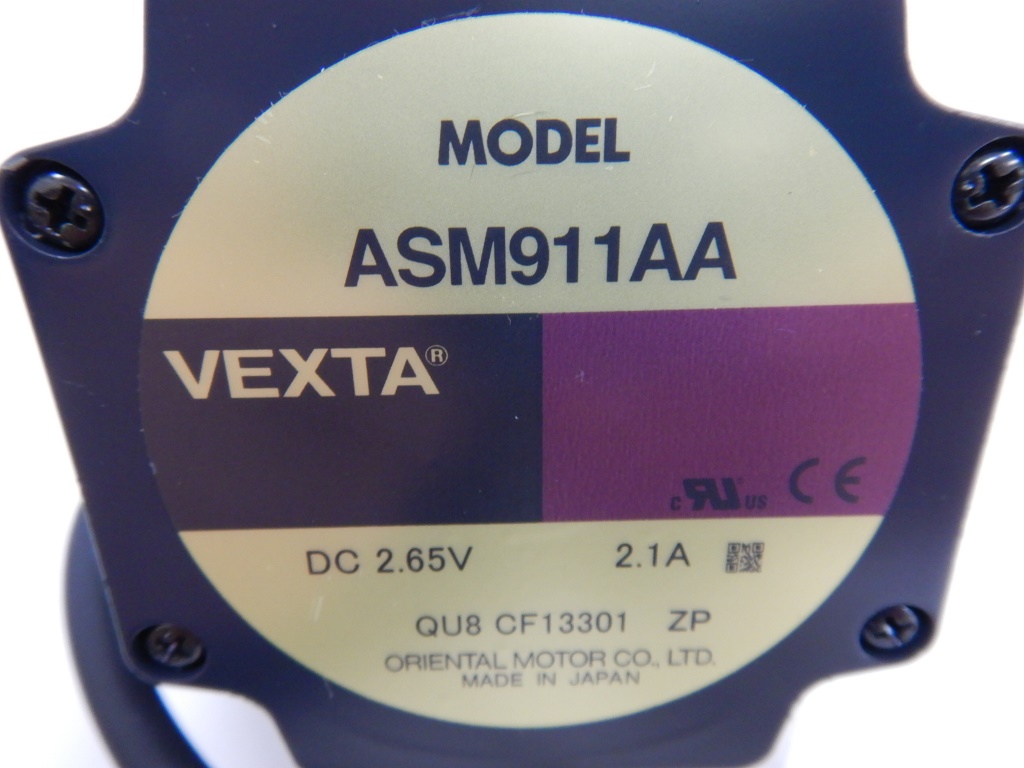 MODEL
ASM911AA
VEXTA®
c RU US CE
DC 2.65V 2.1A
QU8 CF13301 ZP
ORIENTAL MOTOR CO., LTD.
MADE IN JAPAN